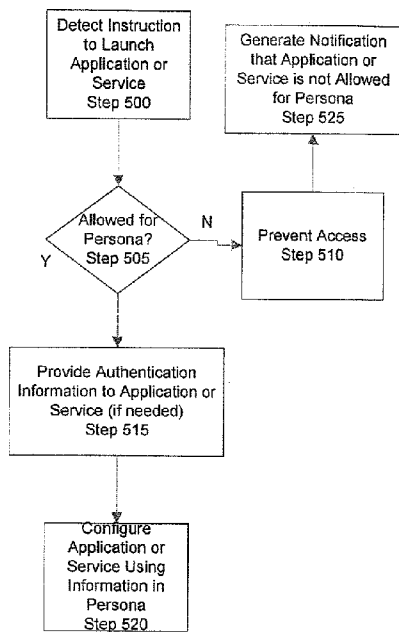 Detect Instruction
to Launch
Application or
Service
Step 500
Generate Notification
that Application or
Service is not Allowed
for Persona
Step 525
Allowed for
Persona?
Step 505
N
Y
Prevent Access
Step 510
Provide Authentication
Information to Application or
Service (if needed)
Step 515
Configure
Application or
Service Using
Information in
Persona
Step 520